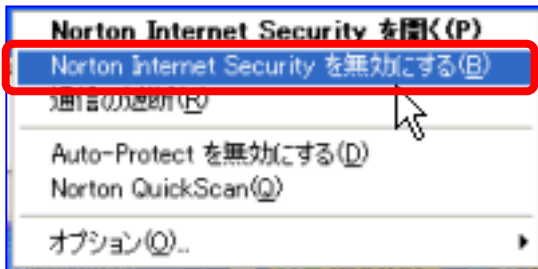 Norton Internet Security を開く(P)
Norton Internet Security を無効にする(B)
通信の遮断(R)
Auto-Protect を無効にする(D)
Norton QuickScan(Q)
オプション(O)...